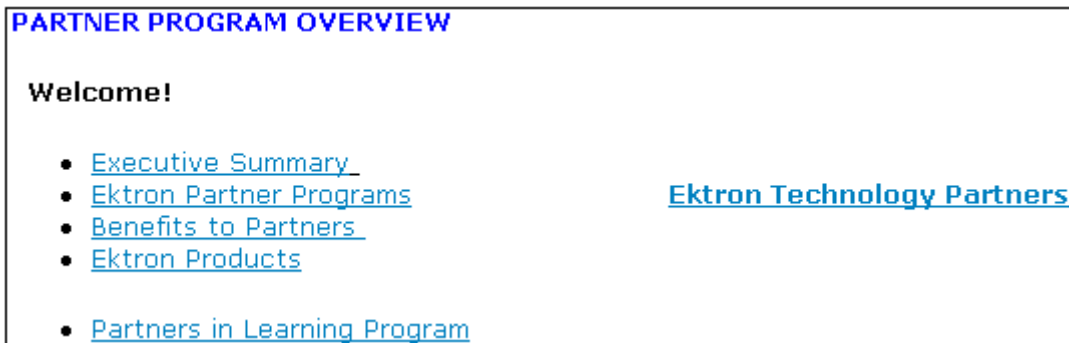 PARTNER PROGRAM OVERVIEW
Welcome!
• Executive Summary
• Ektron Partner Programs
Ektron Technology Partners
• Benefits to Partners
• Ektron Products
• Partners in Learning Program